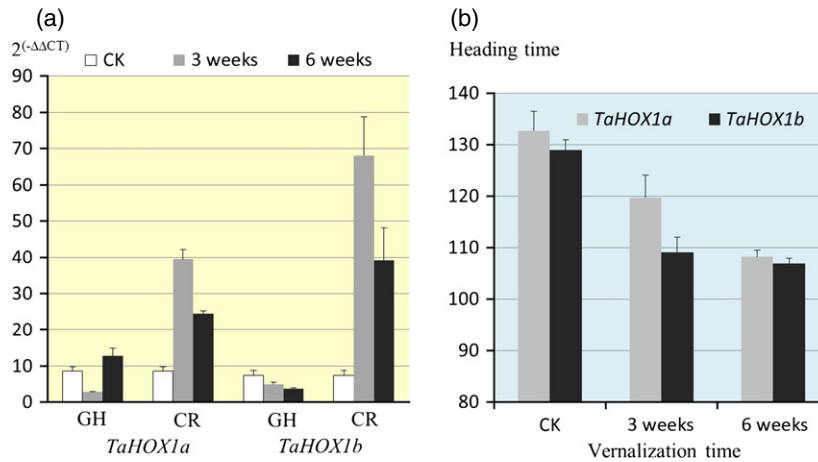 (a)
2(-ΔΔCT)
CK 3 weeks 6 weeks
90
80
70
60
50
40
30
20
10
0
GH CR GH CR
TaHOX1a TaHOX1b
(b)
Heading time
140
130
120
110
100
90
80
TaHOX1a TaHOX1b
CK 3 weeks 6 weeks
Vernalization time